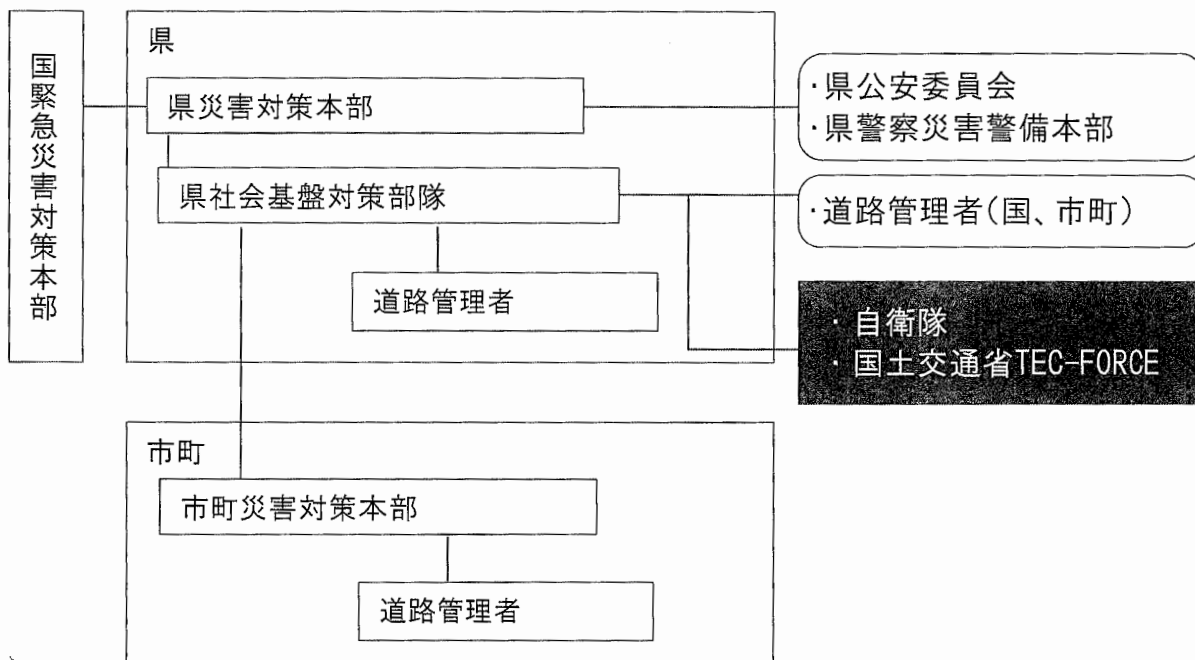 国緊急災害対策本部
県
県災害対策本部
・県公安委員会
・県警察災害警備本部
県社会基盤対策部隊
・道路管理者(国、市町)
道路管理者
・自衛隊
・国土交通省TEC-FORCE
市町
市町災害対策本部
道路管理者